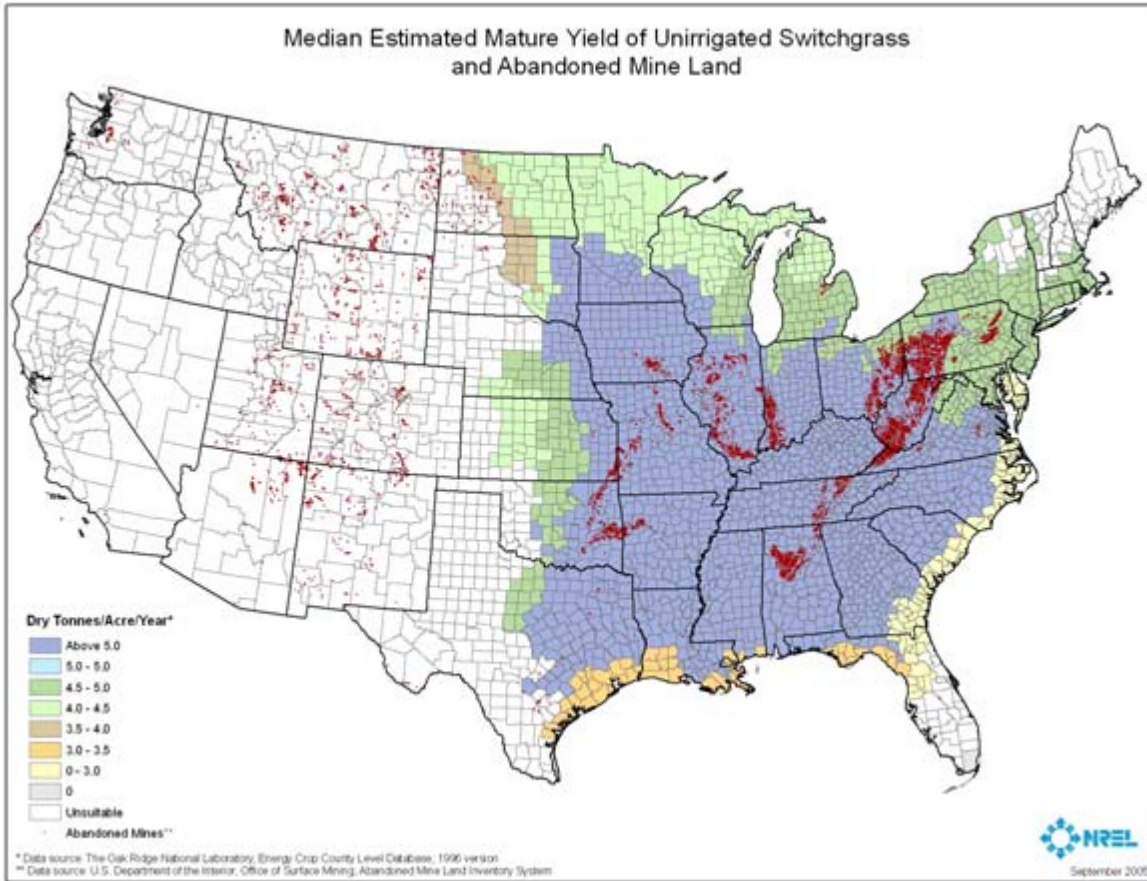 Median Estimated Mature Yield of Unirrigated Switchgrass
and Abandoned Mine Land
Dry Tonnes/Acre/Year*
Above 5.0
5.0 - 5.0
4.5 - 5.0
4.0 - 4.5
3.5 - 4.0
3.0 - 3.5
0 - 3.0
0
Unsuitable
Abandoned Mines**
* Data source: The Oak Ridge National Laboratory, Energy Crop County Level Database, 1996 version
** Data source: U.S. Department of the Interior, Office of Surface Mining, Abandoned Mine Land Inventory System
NREL
September 2005